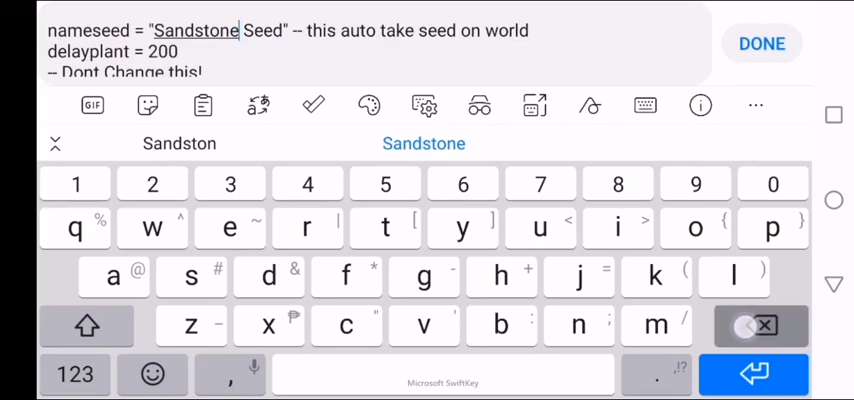 nameseed = "Sandstone Seed" -- this auto take seed on world
delayplant = 200
DONE
-- Dont Change this!
GIF
Sandston Sandstone
1 2 3 4 5 6 7 8 9 0
q % w ^ e ~ r | t [ y ] u < i > o { p }
a @ s # d & f * g - h + j = k ( l )
z _ x ₱ c " v ' b : n ; m /
123 , . ,!?
Microsoft SwiftKey